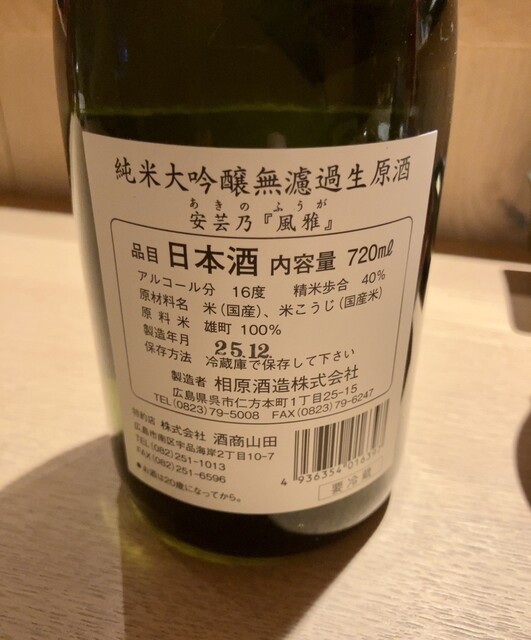 純米大吟醸無濾過生原酒
あきのふうが
安芸乃『風雅』
品目 日本酒 内容量 720mℓ
アルコール分 16度 精米歩合 40%
原材料名 米(国産)、米こうじ(国産米)
原料米 雄町 100%
製造年月 25.12
保存方法 冷蔵庫で保存して下さい
製造者 相原酒造株式会社
広島県呉市仁方本町1丁目25-15
TEL(0823)79-5008 FAX(0823)79-6247
特約店 株式会社 酒商山田
広島市南区宇品海岸2丁目10-7
TEL(082)251-1013
FAX(082)251-6596
●お酒は20歳になってから。
要冷蔵